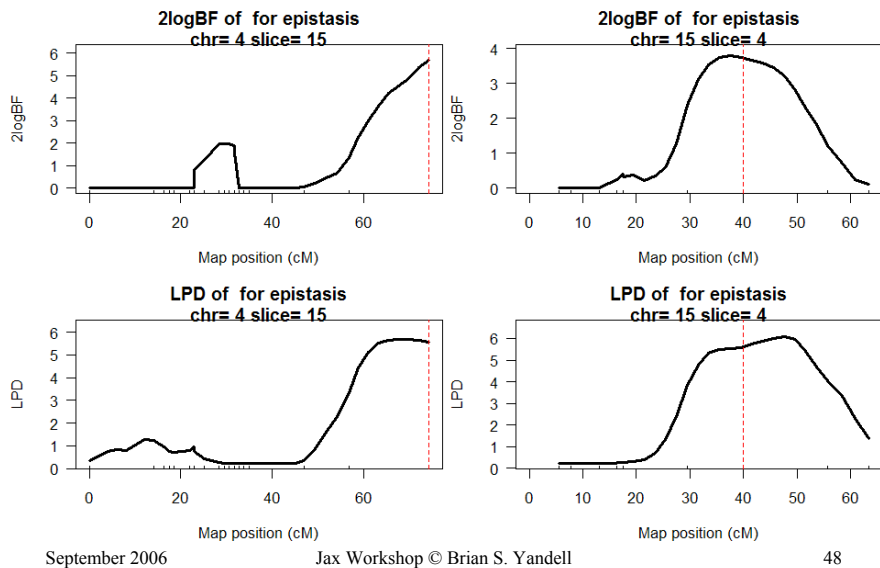 2logBF of  for epistasis
chr= 4 slice= 15
2logBF
6
5
4
3
2
1
0
0 20 40 60
Map position (cM)
2logBF of  for epistasis
chr= 15 slice= 4
2logBF
4
3
2
1
0
0 10 20 30 40 50 60
Map position (cM)
LPD of  for epistasis
chr= 4 slice= 15
LPD
6
5
4
3
2
1
0
0 20 40 60
Map position (cM)
LPD of  for epistasis
chr= 15 slice= 4
LPD
6
5
4
3
2
1
0
0 10 20 30 40 50 60
Map position (cM)
September 2006 Jax Workshop © Brian S. Yandell 48